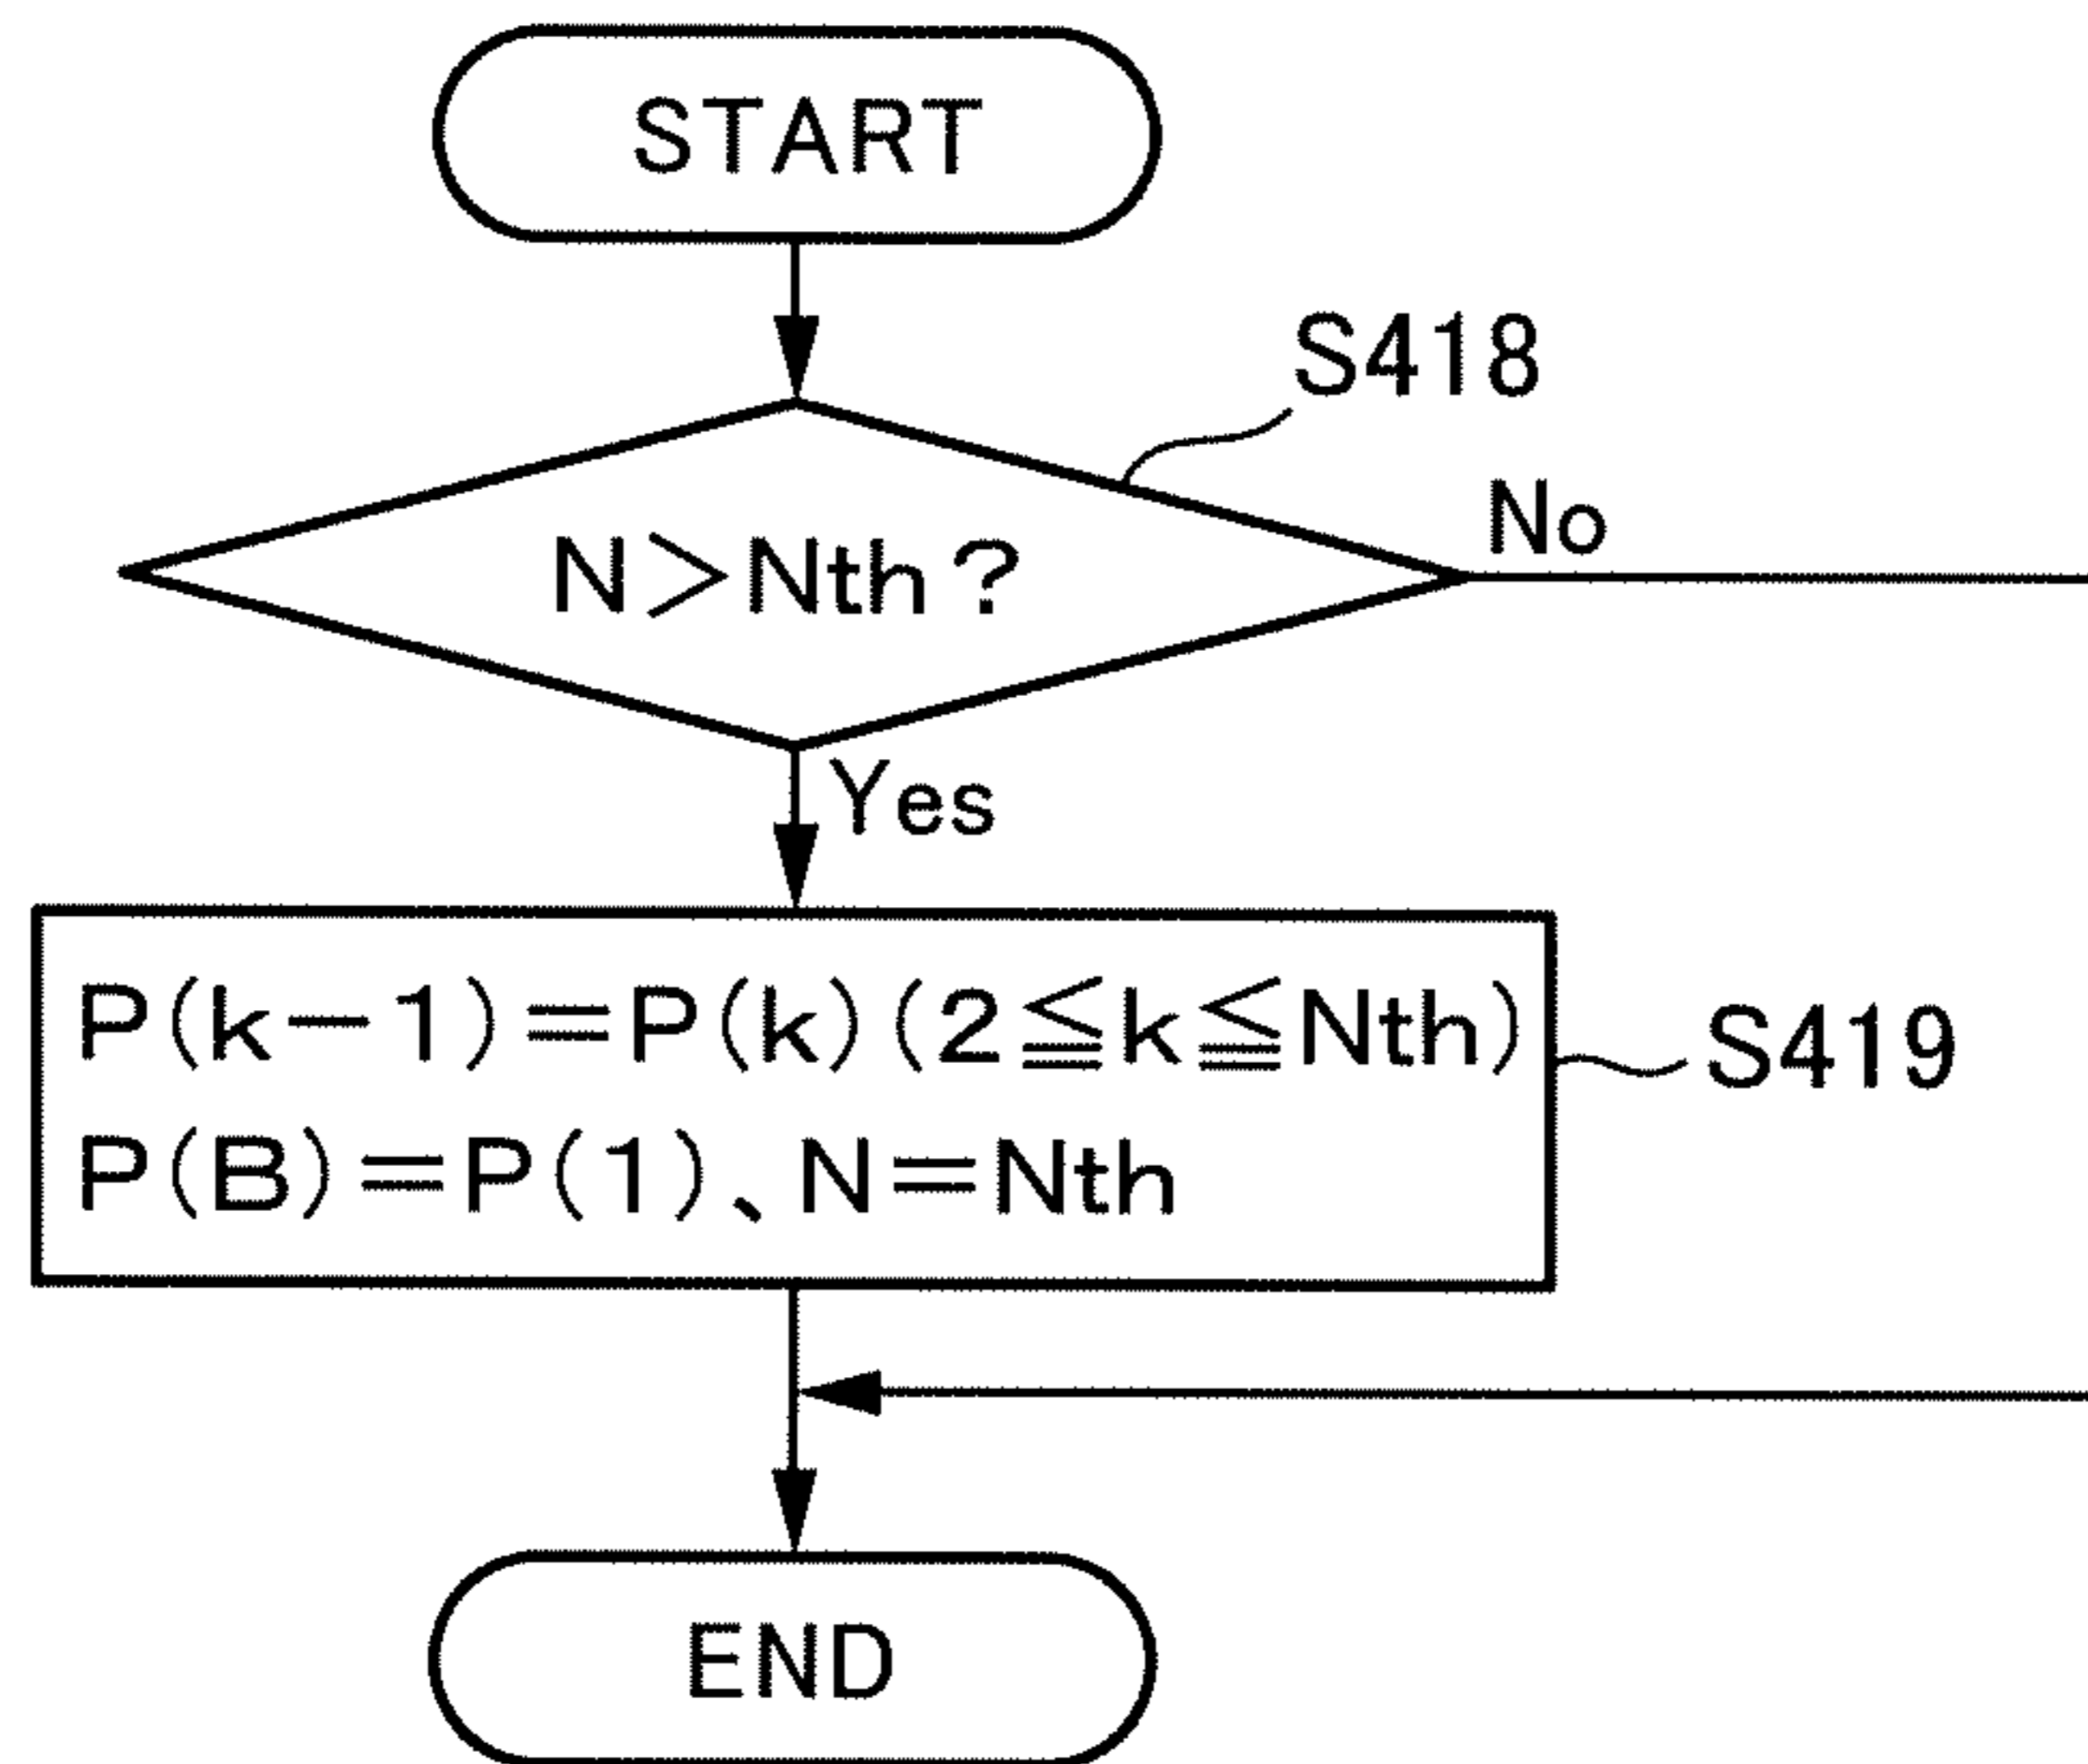 START
S418
N>Nth?
No
Yes
P(k-1)=P(k)(2≦k≦Nth)
P(B)=P(1)、N=Nth
S419
END